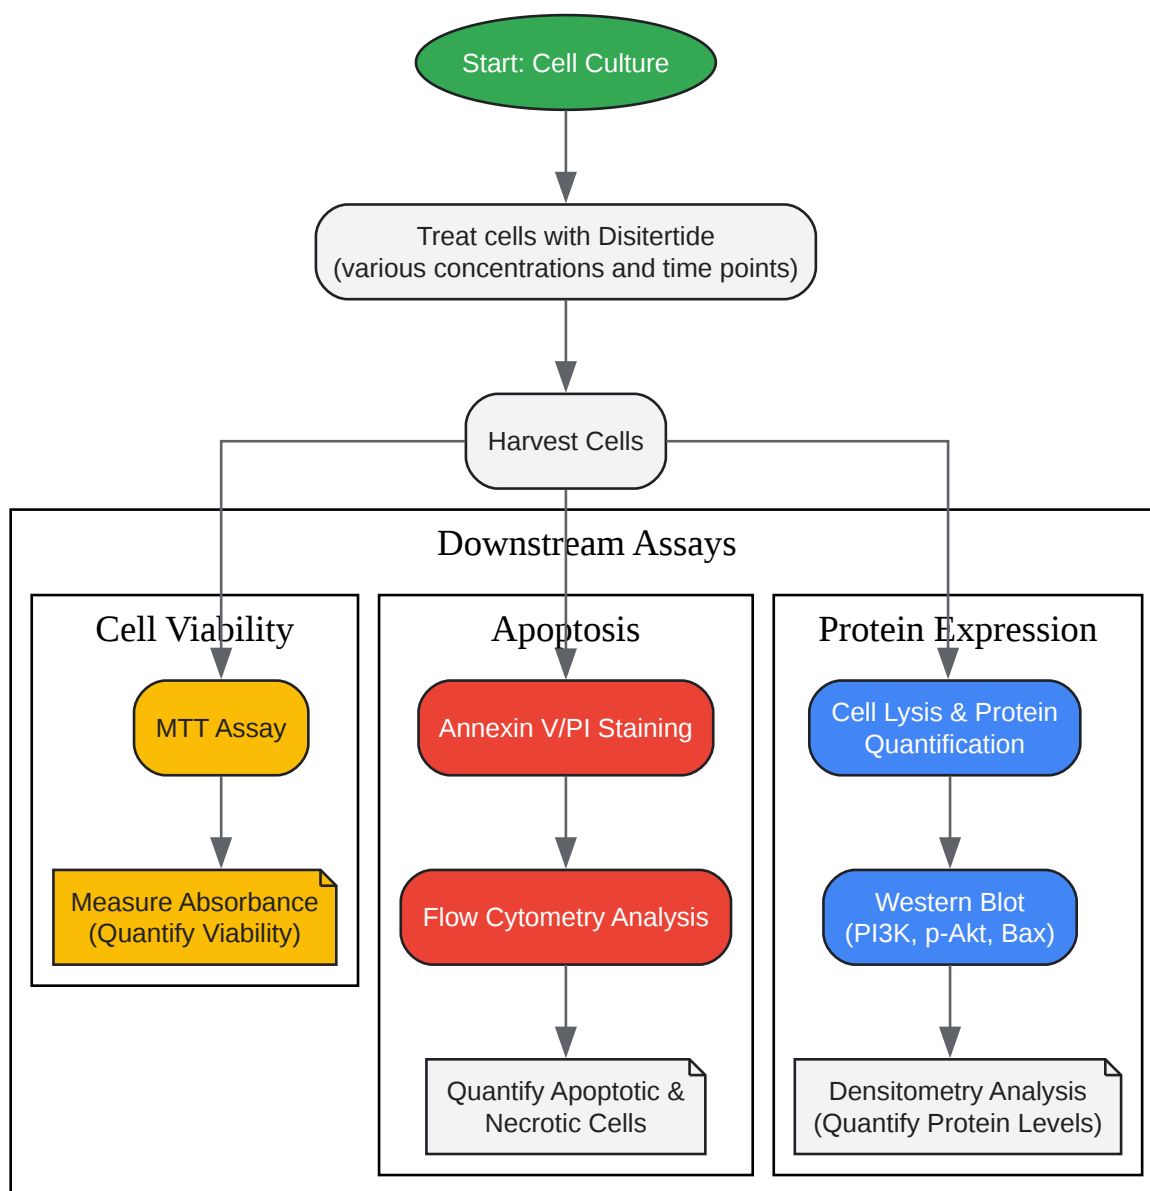 Start: Cell Culture
Treat cells with Disitertide
(various concentrations and time points)
Harvest Cells
Downstream Assays
Cell Viability
MTT Assay
Measure Absorbance
(Quantify Viability)
Apoptosis
Annexin V/PI Staining
Flow Cytometry Analysis
Quantify Apoptotic &
Necrotic Cells
Protein Expression
Cell Lysis & Protein
Quantification
Western Blot
(PI3K, p-Akt, Bax)
Densitometry Analysis
(Quantify Protein Levels)